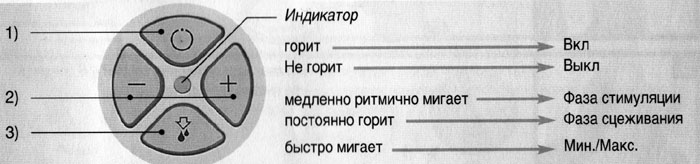 Индикатор
1)
горит Вкл
Не горит Выкл
2) медленно ритмично мигает Фаза стимуляции
3) постоянно горит Фаза сцеживания
быстро мигает Мин./Макс.